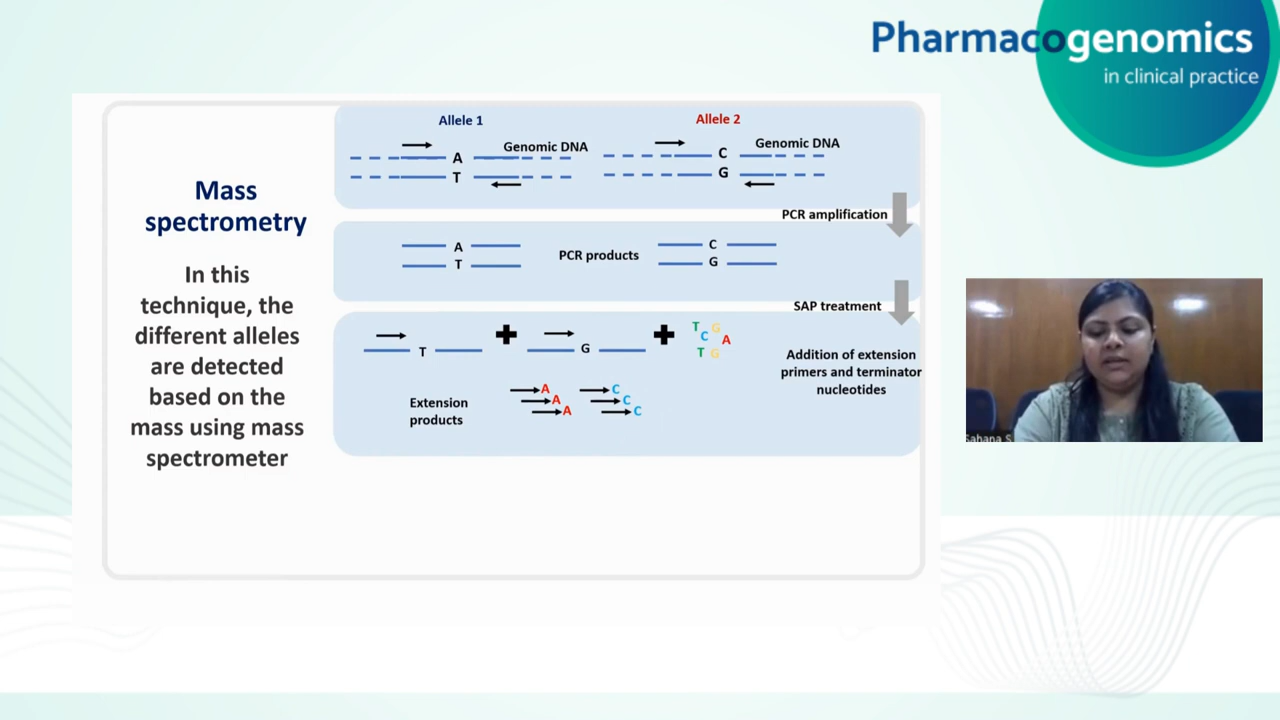 Pharmacogenomics
in clinical practice
Mass
spectrometry
In this
technique, the
different alleles
are detected
based on the
mass using mass
spectrometer
Allele 1
Allele 2
Genomic DNA
Genomic DNA
A
T
C
G
PCR amplification
A
T
PCR products
C
G
SAP treatment
T
G
T G
C A
T G
Addition of extension
primers and terminator
nucleotides
Extension
products
A C
A C
A C
Sahana S